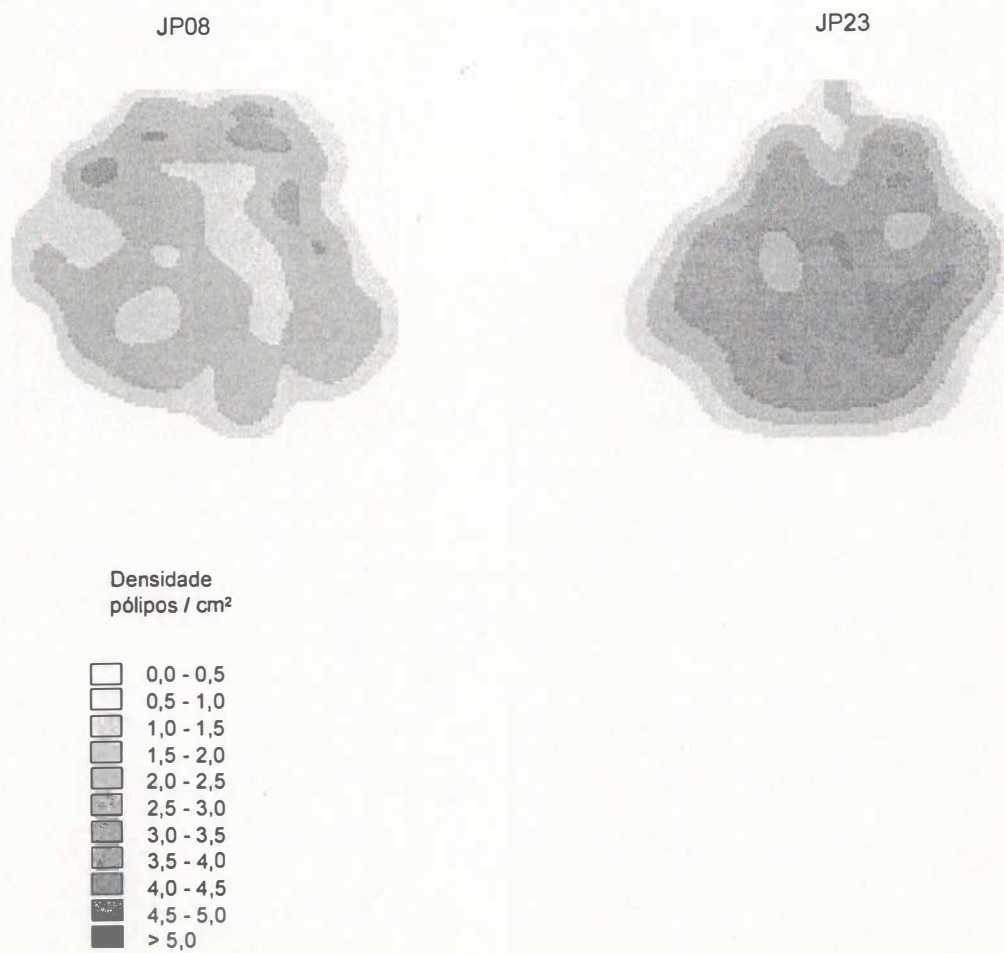 JP08
JP23
Densidade
pólipos / cm²
0,0 - 0,5
0,5 - 1,0
1,0 - 1,5
1,5 - 2,0
2,0 - 2,5
2,5 - 3,0
3,0 - 3,5
3,5 - 4,0
4,0 - 4,5
4,5 - 5,0
> 5,0